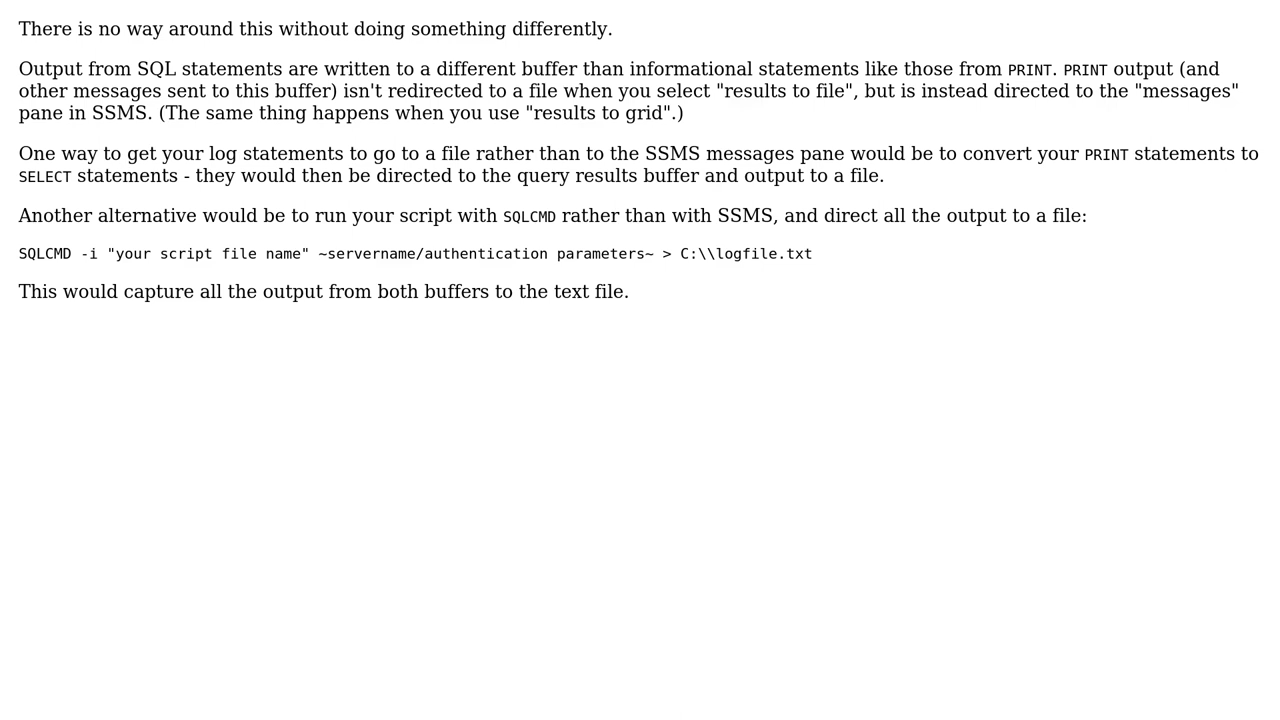 There is no way around this without doing something differently.
Output from SQL statements are written to a different buffer than informational statements like those from PRINT. PRINT output (and
other messages sent to this buffer) isn't redirected to a file when you select "results to file", but is instead directed to the "messages"
pane in SSMS. (The same thing happens when you use "results to grid".)
One way to get your log statements to go to a file rather than to the SSMS messages pane would be to convert your PRINT statements to
SELECT statements - they would then be directed to the query results buffer and output to a file.
Another alternative would be to run your script with SQLCMD rather than with SSMS, and direct all the output to a file:
SQLCMD -i "your script file name" ~servername/authentication parameters~ > C:\\logfile.txt
This would capture all the output from both buffers to the text file.